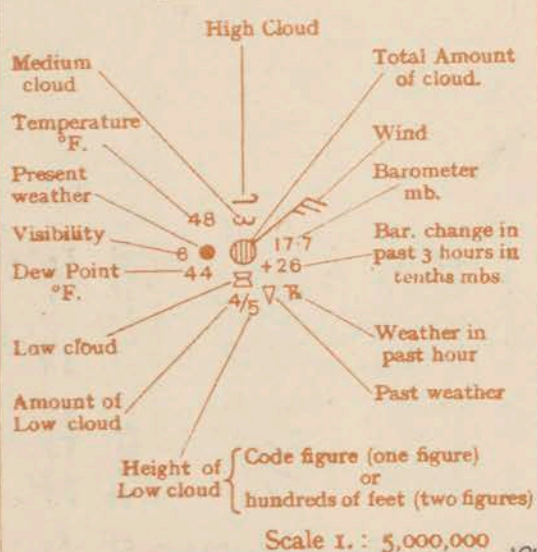 High Cloud
Medium
cloud
Total Amount
of cloud.
Temperature
°F.
Wind
Present
weather
Barometer
mb.
48
Visibility
8
17.7
Bar. change in
past 3 hours in
tenths mbs
Dew Point
°F.
44
+26
4/5
Low cloud
Weather in
past hour
Past weather
Amount of
Low cloud
Height of
Low cloud
Code figure (one figure)
or
hundreds of feet (two figures)
Scale 1. : 5,000,000